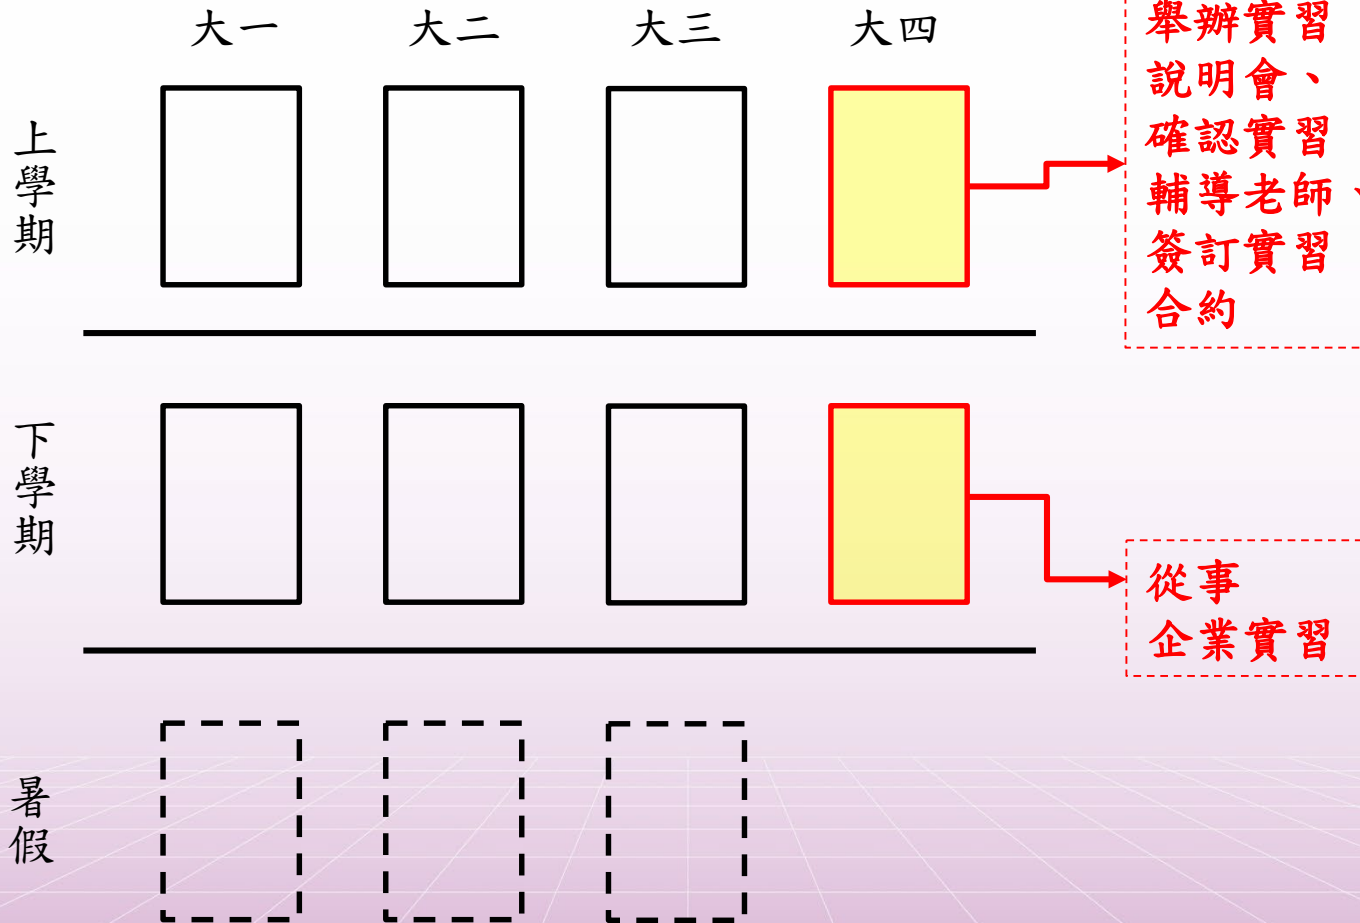 大一
大二
大三
大四
上學期
舉辦實習
說明會、
確認實習
輔導老師、
簽訂實習
合約
下學期
從事
企業實習
暑假